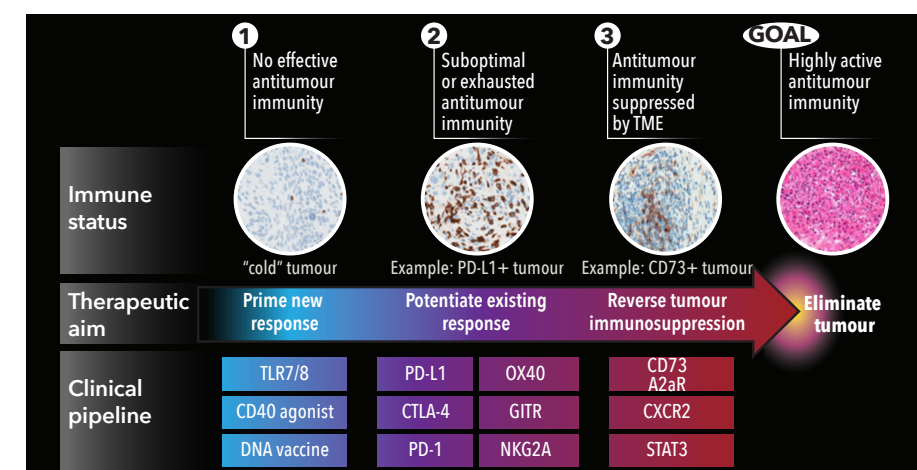 1
No effective
antitumour
immunity
2
Suboptimal
or exhausted
antitumour
immunity
3
Antitumour
immunity
suppressed
by TME
GOAL
Highly active
antitumour
immunity
Immune
status
“cold” tumour
Example: PD-L1+ tumour
Example: CD73+ tumour
Therapeutic
aim
Prime new
response
Potentiate existing
response
Reverse tumour
immunosuppression
Eliminate
tumour
Clinical
pipeline
TLR7/8
CD40 agonist
DNA vaccine
PD-L1
CTLA-4
PD-1
OX40
GITR
NKG2A
CD73
A2aR
CXCR2
STAT3